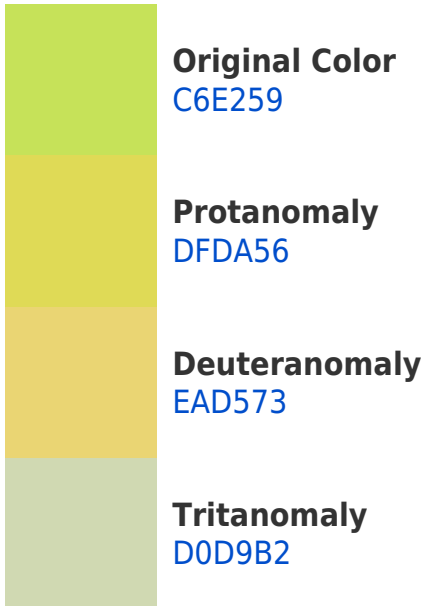 Original Color
C6E259
Protanomaly
DFDA56
Deuteranomaly
EAD573
Tritanomaly
D0D9B2